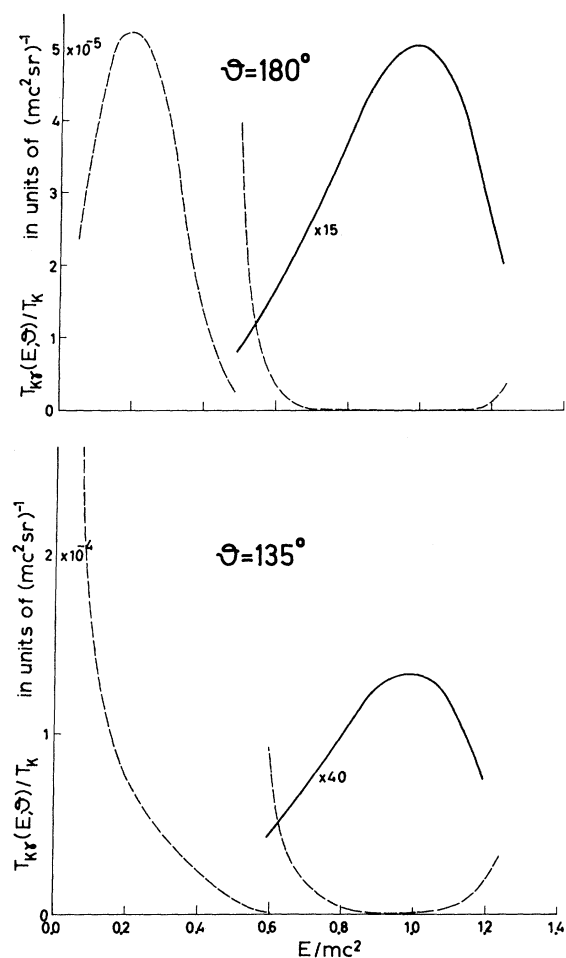 5 x10⁻⁵
ϑ=180°
4
3
2
1
0
x15
T_Kγ(E,ϑ)/T_K in units of (mc²sr)⁻¹
2 x10⁻⁴
ϑ=135°
1
0
x40
T_Kγ(E,ϑ)/T_K in units of (mc²sr)⁻¹
0,0 0,2 0,4 0,6 0,8 1,0 1,2 1,4
E/mc²